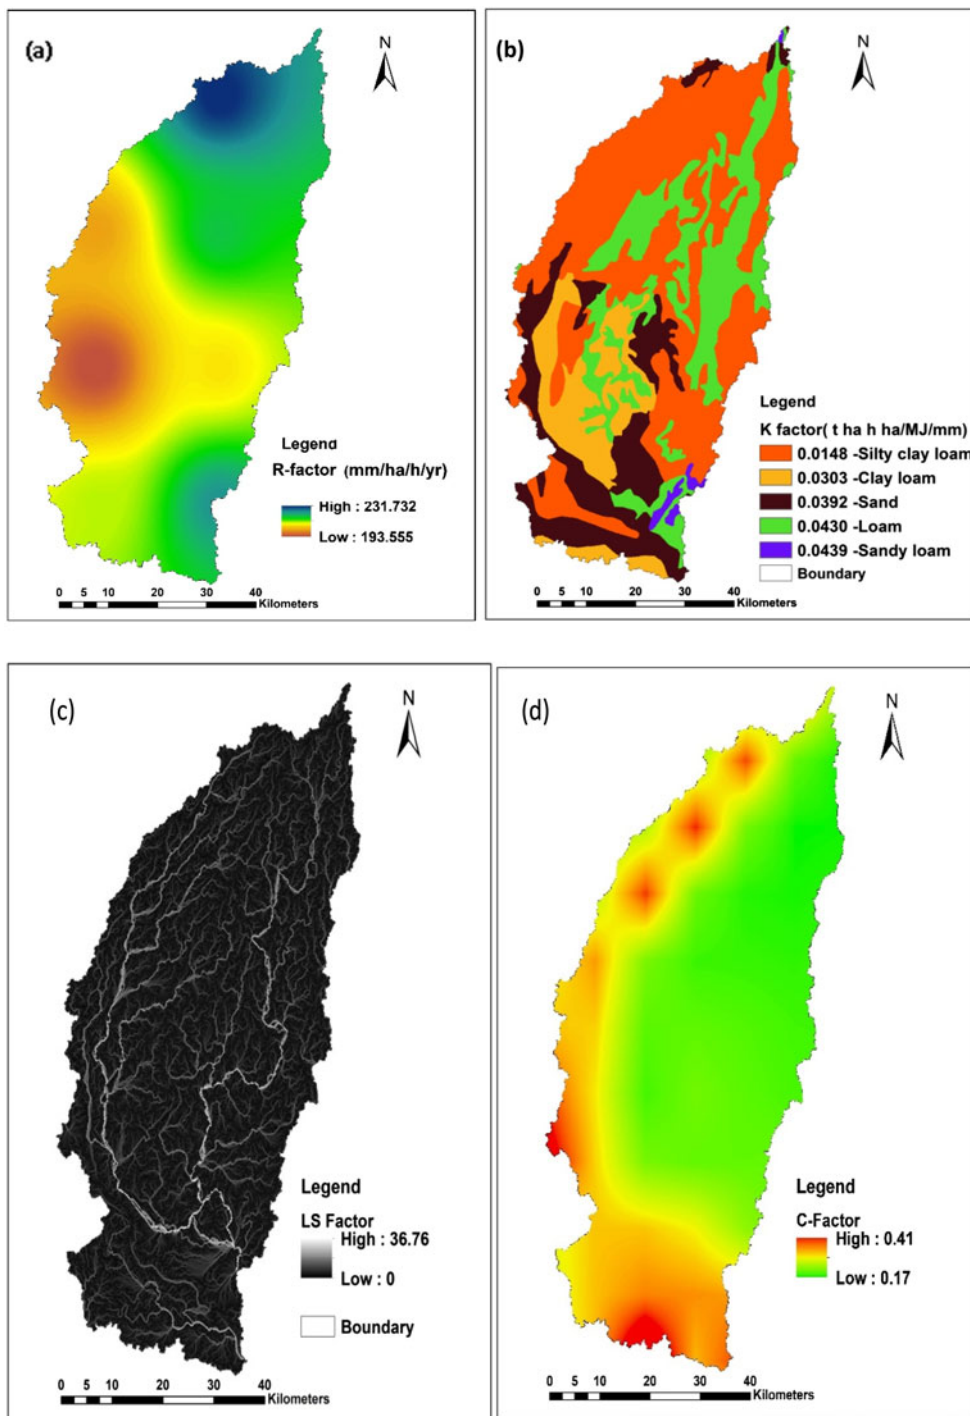 (a)
N
Legend
R-factor (mm/ha/h/yr)
High : 231.732
Low : 193.555
0 5 10 20 30 40
Kilometers
(b)
N
Legend
K factor( t ha h ha/MJ/mm)
0.0148 -Silty clay loam
0.0303 -Clay loam
0.0392 -Sand
0.0430 -Loam
0.0439 -Sandy loam
Boundary
0 5 10 20 30 40
Kilometers
(c)
N
Legend
LS Factor
High : 36.76
Low : 0
Boundary
0 5 10 20 30 40
Kilometers
(d)
N
Legend
C-Factor
High : 0.41
Low : 0.17
0 5 10 20 30 40
Kilometers